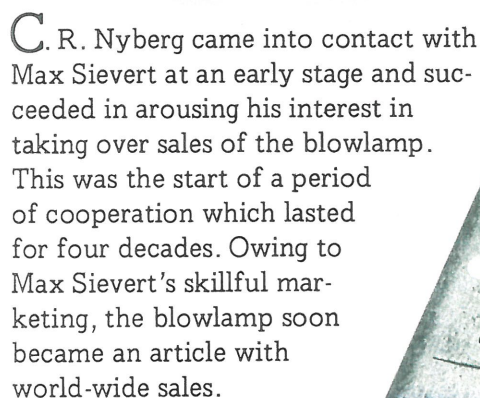 C. R. Nyberg came into contact with
Max Sievert at an early stage and suc-
ceeded in arousing his interest in
taking over sales of the blowlamp.
This was the start of a period
of cooperation which lasted
for four decades. Owing to
Max Sievert's skillful mar-
keting, the blowlamp soon
became an article with
world-wide sales.